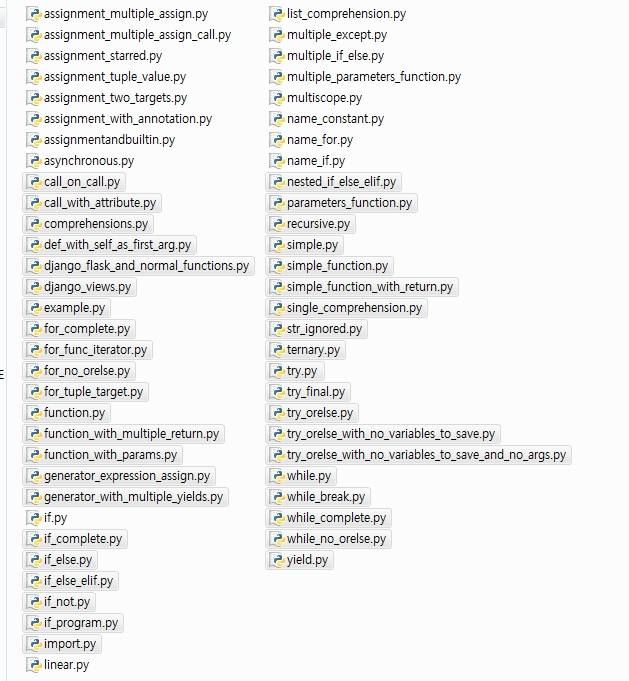 assignment_multiple_assign.py
assignment_multiple_assign_call.py
assignment_starred.py
assignment_tuple_value.py
assignment_two_targets.py
assignment_with_annotation.py
assignmentandbuiltin.py
asynchronous.py
call_on_call.py
call_with_attribute.py
comprehensions.py
def_with_self_as_first_arg.py
django_flask_and_normal_functions.py
django_views.py
example.py
for_complete.py
for_func_iterator.py
for_no_orelse.py
for_tuple_target.py
function.py
function_with_multiple_return.py
function_with_params.py
generator_expression_assign.py
generator_with_multiple_yields.py
if.py
if_complete.py
if_else.py
if_else_elif.py
if_not.py
if_program.py
import.py
linear.py
list_comprehension.py
multiple_except.py
multiple_if_else.py
multiple_parameters_function.py
multiscope.py
name_constant.py
name_for.py
name_if.py
nested_if_else_elif.py
parameters_function.py
recursive.py
simple.py
simple_function.py
simple_function_with_return.py
single_comprehension.py
str_ignored.py
ternary.py
try.py
try_final.py
try_orelse.py
try_orelse_with_no_variables_to_save.py
try_orelse_with_no_variables_to_save_and_no_args.py
while.py
while_break.py
while_complete.py
while_no_orelse.py
yield.py